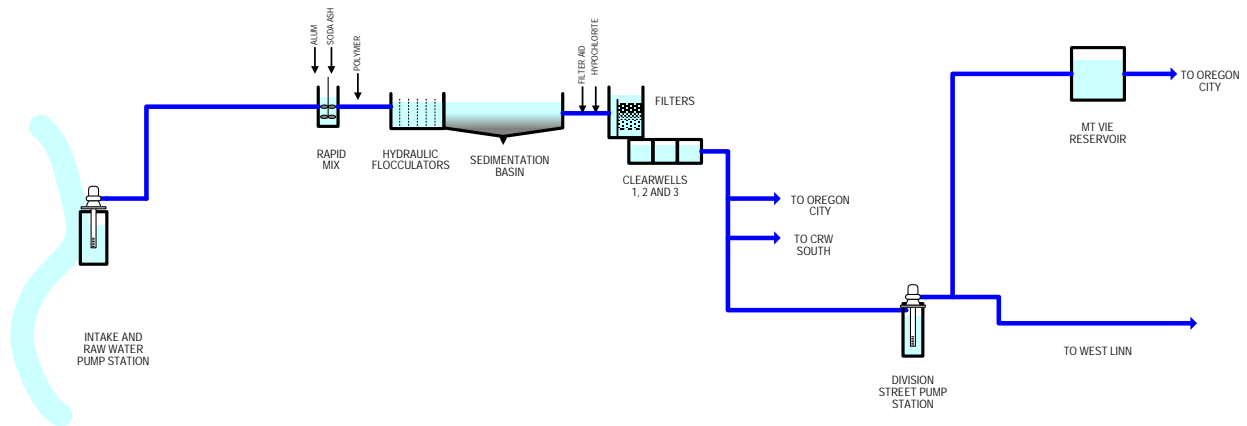 ALUM
SODA ASH
POLYMER
RAPID
MIX
HYDRAULIC
FLOCCULATORS
SEDIMENTATION
BASIN
FILTER AID
HYPOCHLORITE
FILTERS
CLEARWELLS
1, 2 AND 3
TO OREGON
CITY
TO CRW
SOUTH
MT VIE
RESERVOIR
TO OREGON
CITY
INTAKE AND
RAW WATER
PUMP STATION
DIVISION
STREET PUMP
STATION
TO WEST LINN